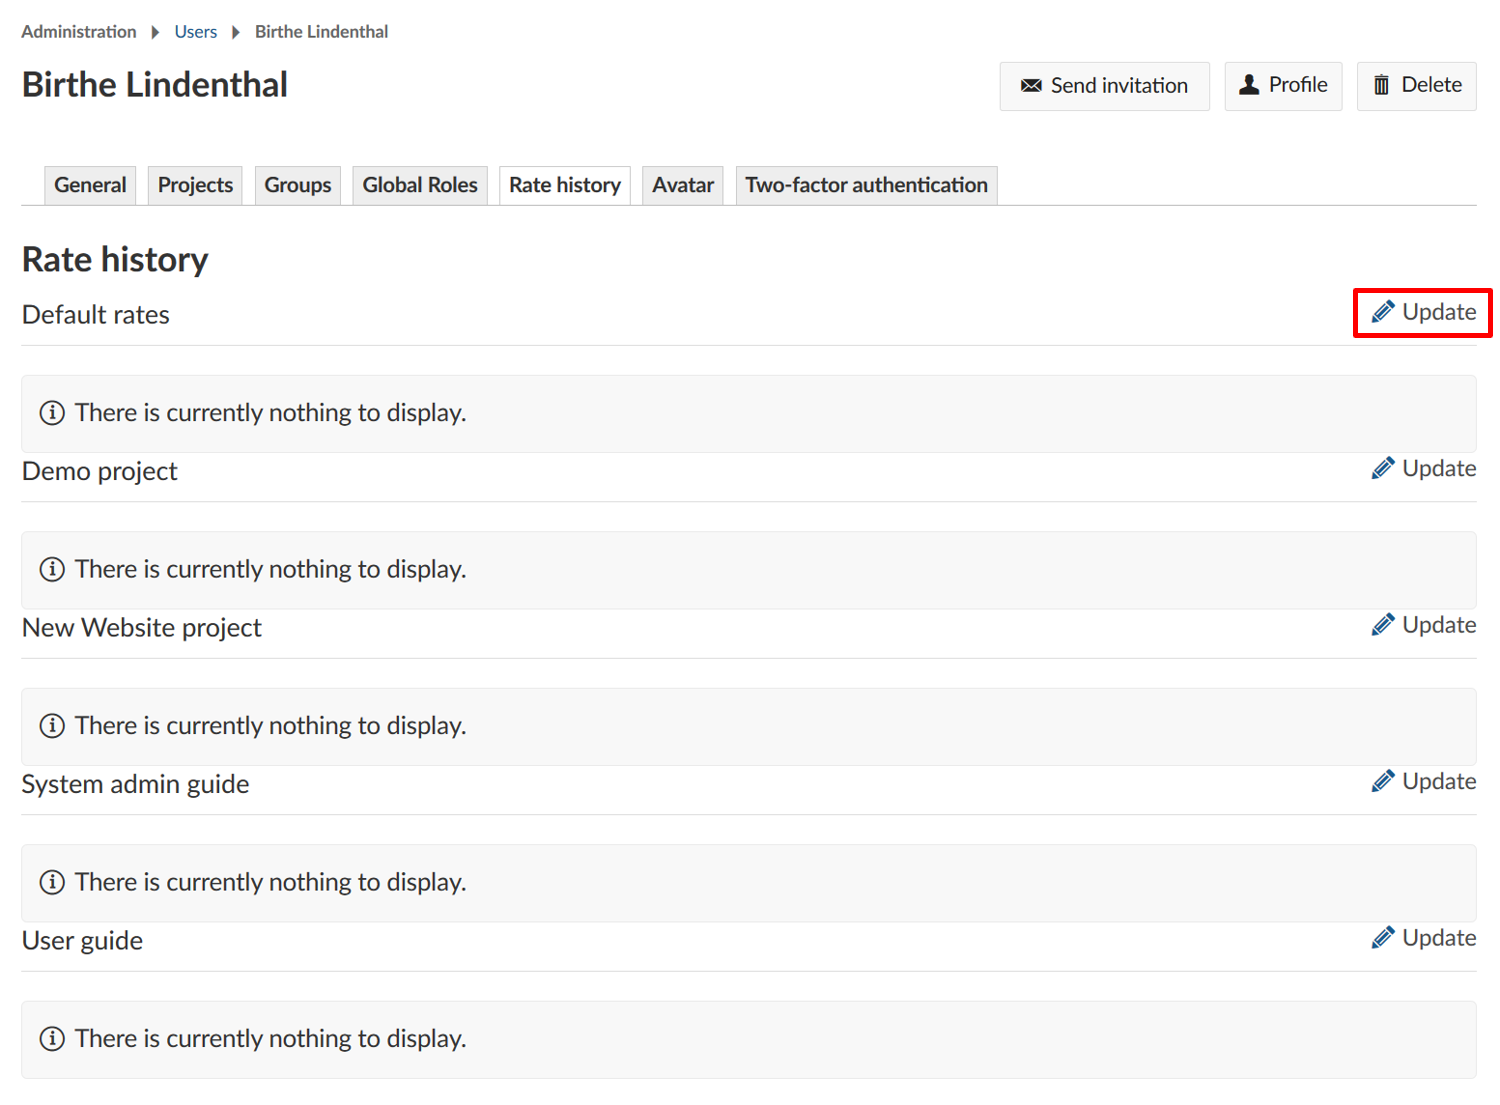 Administration Users Birthe Lindenthal
Birthe Lindenthal
Send invitation Profile Delete
General Projects Groups Global Roles Rate history Avatar Two-factor authentication
Rate history
Default rates Update
There is currently nothing to display.
Demo project Update
There is currently nothing to display.
New Website project Update
There is currently nothing to display.
System admin guide Update
There is currently nothing to display.
User guide Update
There is currently nothing to display.